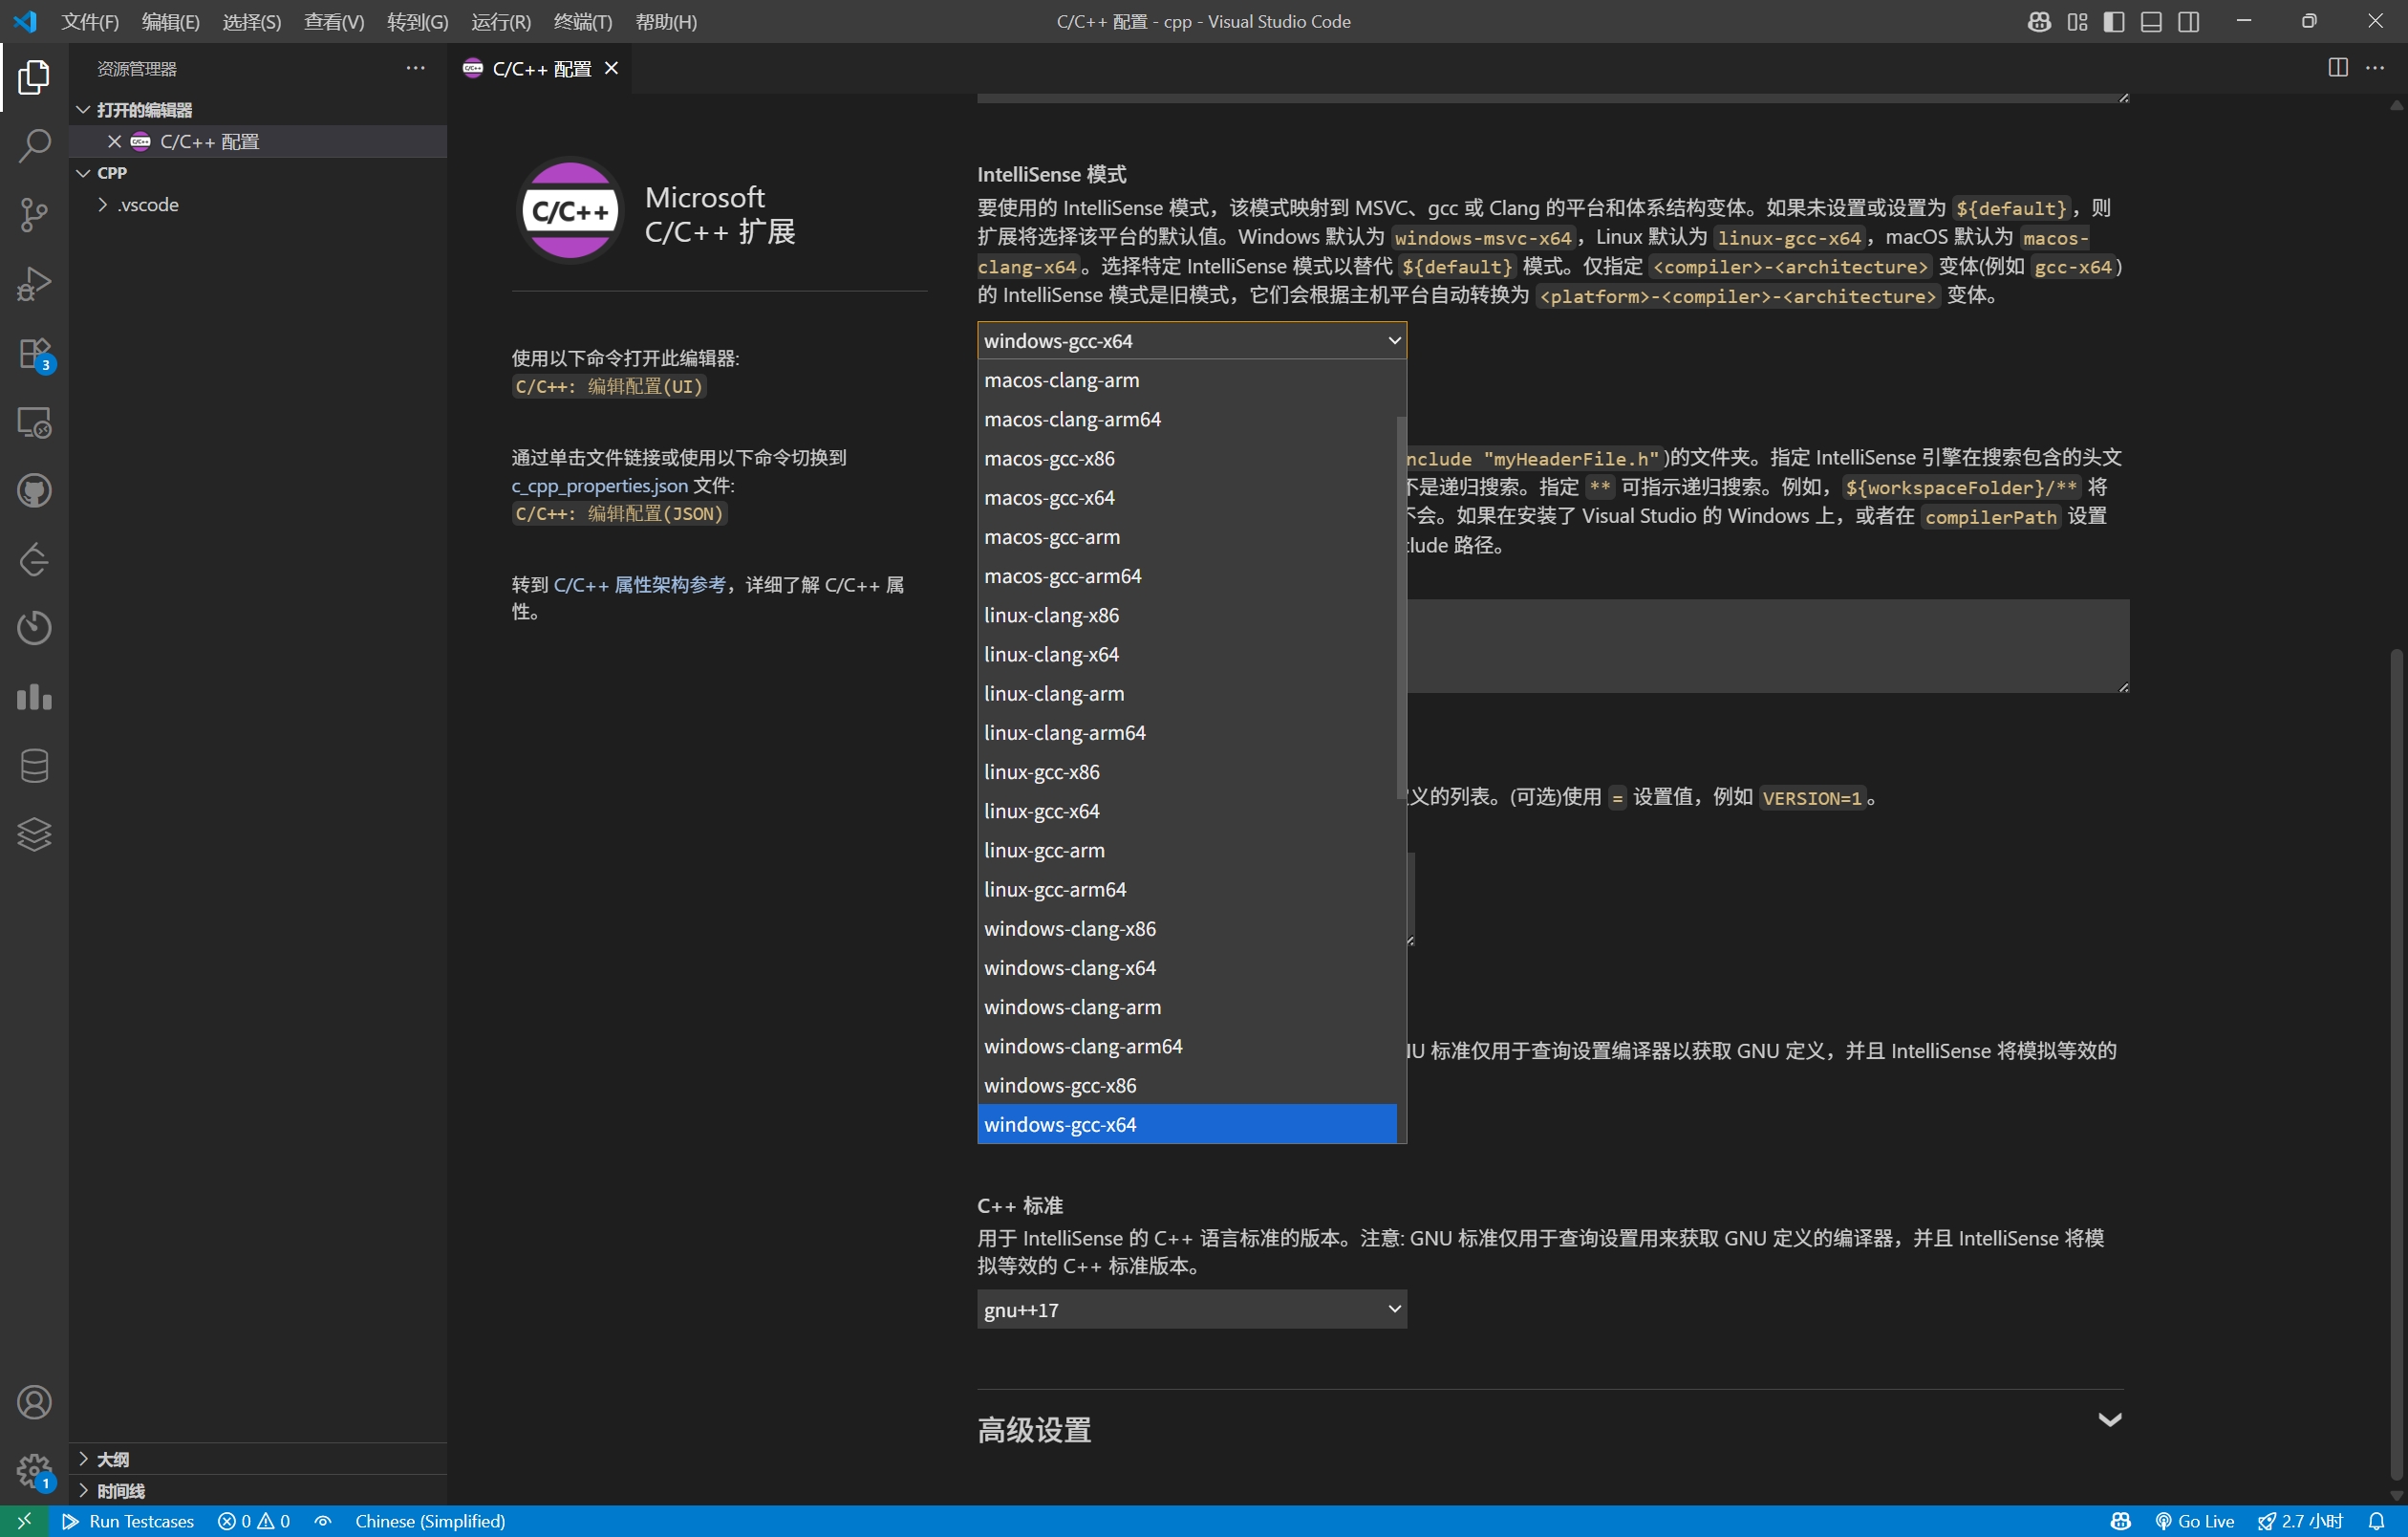 文件(F) 编辑(E) 选择(S) 查看(V) 转到(G) 运行(R) 终端(T) 帮助(H)
C/C++ 配置 - cpp - Visual Studio Code
资源管理器
C/C++ 配置
打开的编辑器
C/C++ 配置
CPP
.vscode
3
C/C++
Microsoft
C/C++ 扩展
使用以下命令打开此编辑器:
C/C++: 编辑配置(UI)
通过单击文件链接或使用以下命令切换到
c_cpp_properties.json 文件:
C/C++: 编辑配置(JSON)
转到 C/C++ 属性架构参考，详细了解 C/C++ 属
性。
IntelliSense 模式
要使用的 IntelliSense 模式，该模式映射到 MSVC、gcc 或 Clang 的平台和体系结构变体。如果未设置或设置为 ${default}，则
扩展将选择该平台的默认值。Windows 默认为 windows-msvc-x64，Linux 默认为 linux-gcc-x64，macOS 默认为 macos-
clang-x64。选择特定 IntelliSense 模式以替代 ${default} 模式。仅指定 <compiler>-<architecture> 变体(例如 gcc-x64)
的 IntelliSense 模式是旧模式，它们会根据主机平台自动转换为 <platform>-<compiler>-<architecture> 变体。
windows-gcc-x64
macos-clang-arm
macos-clang-arm64
macos-gcc-x86
macos-gcc-x64
macos-gcc-arm
macos-gcc-arm64
linux-clang-x86
linux-clang-x64
linux-clang-arm
linux-clang-arm64
linux-gcc-x86
linux-gcc-x64
linux-gcc-arm
linux-gcc-arm64
windows-clang-x86
windows-clang-x64
windows-clang-arm
windows-clang-arm64
windows-gcc-x86
windows-gcc-x64
nclude "myHeaderFile.h")的文件夹。指定 IntelliSense 引擎在搜索包含的头文
不是递归搜索。指定 ** 可指示递归搜索。例如，${workspaceFolder}/** 将
不会。如果在安装了 Visual Studio 的 Windows 上，或者在 compilerPath 设置
clude 路径。
义的列表。(可选)使用 = 设置值，例如 VERSION=1。
IU 标准仅用于查询设置编译器以获取 GNU 定义，并且 IntelliSense 将模拟等效的
C++ 标准
用于 IntelliSense 的 C++ 语言标准的版本。注意: GNU 标准仅用于查询设置用来获取 GNU 定义的编译器，并且 IntelliSense 将模
拟等效的 C++ 标准版本。
gnu++17
高级设置
大纲
时间线
1
Run Testcases 0 0 Chinese (Simplified) Go Live 2.7 小时